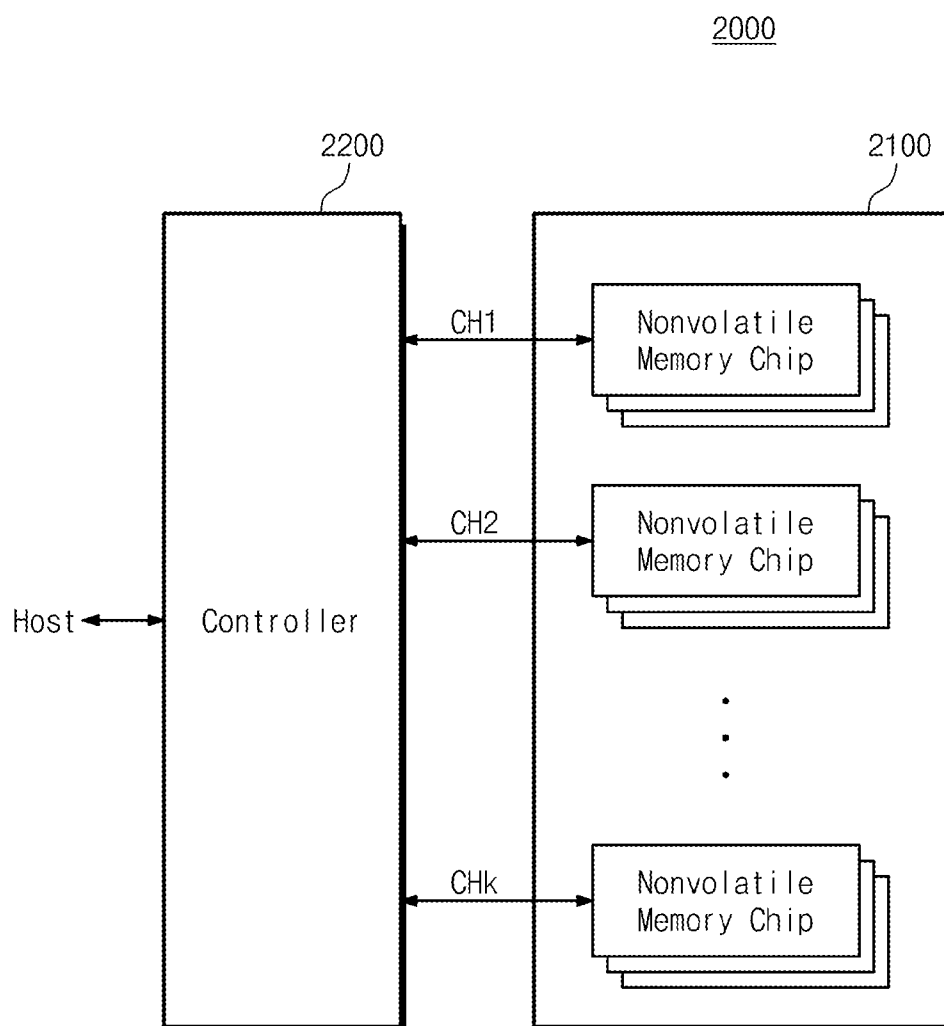 2000
2200
2100
CH1
Nonvolatile
Memory Chip
CH2
Nonvolatile
Memory Chip
Host
Controller
CHk
Nonvolatile
Memory Chip